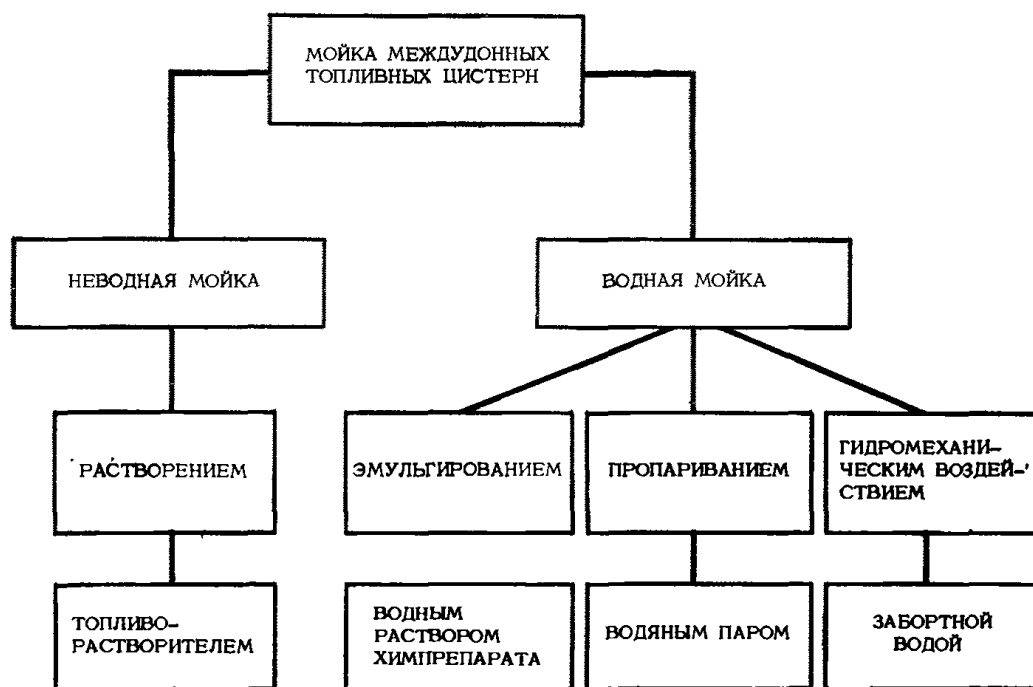 МОЙКА МЕЖДУДОННЫХ
ТОПЛИВНЫХ ЦИСТЕРН
НЕВОДНАЯ МОЙКА
ВОДНАЯ МОЙКА
РАСТВОРЕНИЕМ
ЭМУЛЬГИРОВАНИЕМ
ПРОПАРИВАНИЕМ
ГИДРОМЕХАНИ-
ЧЕСКИМ ВОЗДЕЙ-
СТВИЕМ
ТОПЛИВО-
РАСТВОРИТЕЛЕМ
ВОДНЫМ
РАСТВОРОМ
ХИМПРЕПАРАТА
ВОДЯНЫМ ПАРОМ
ЗАБОРТНОЙ
ВОДОЙ